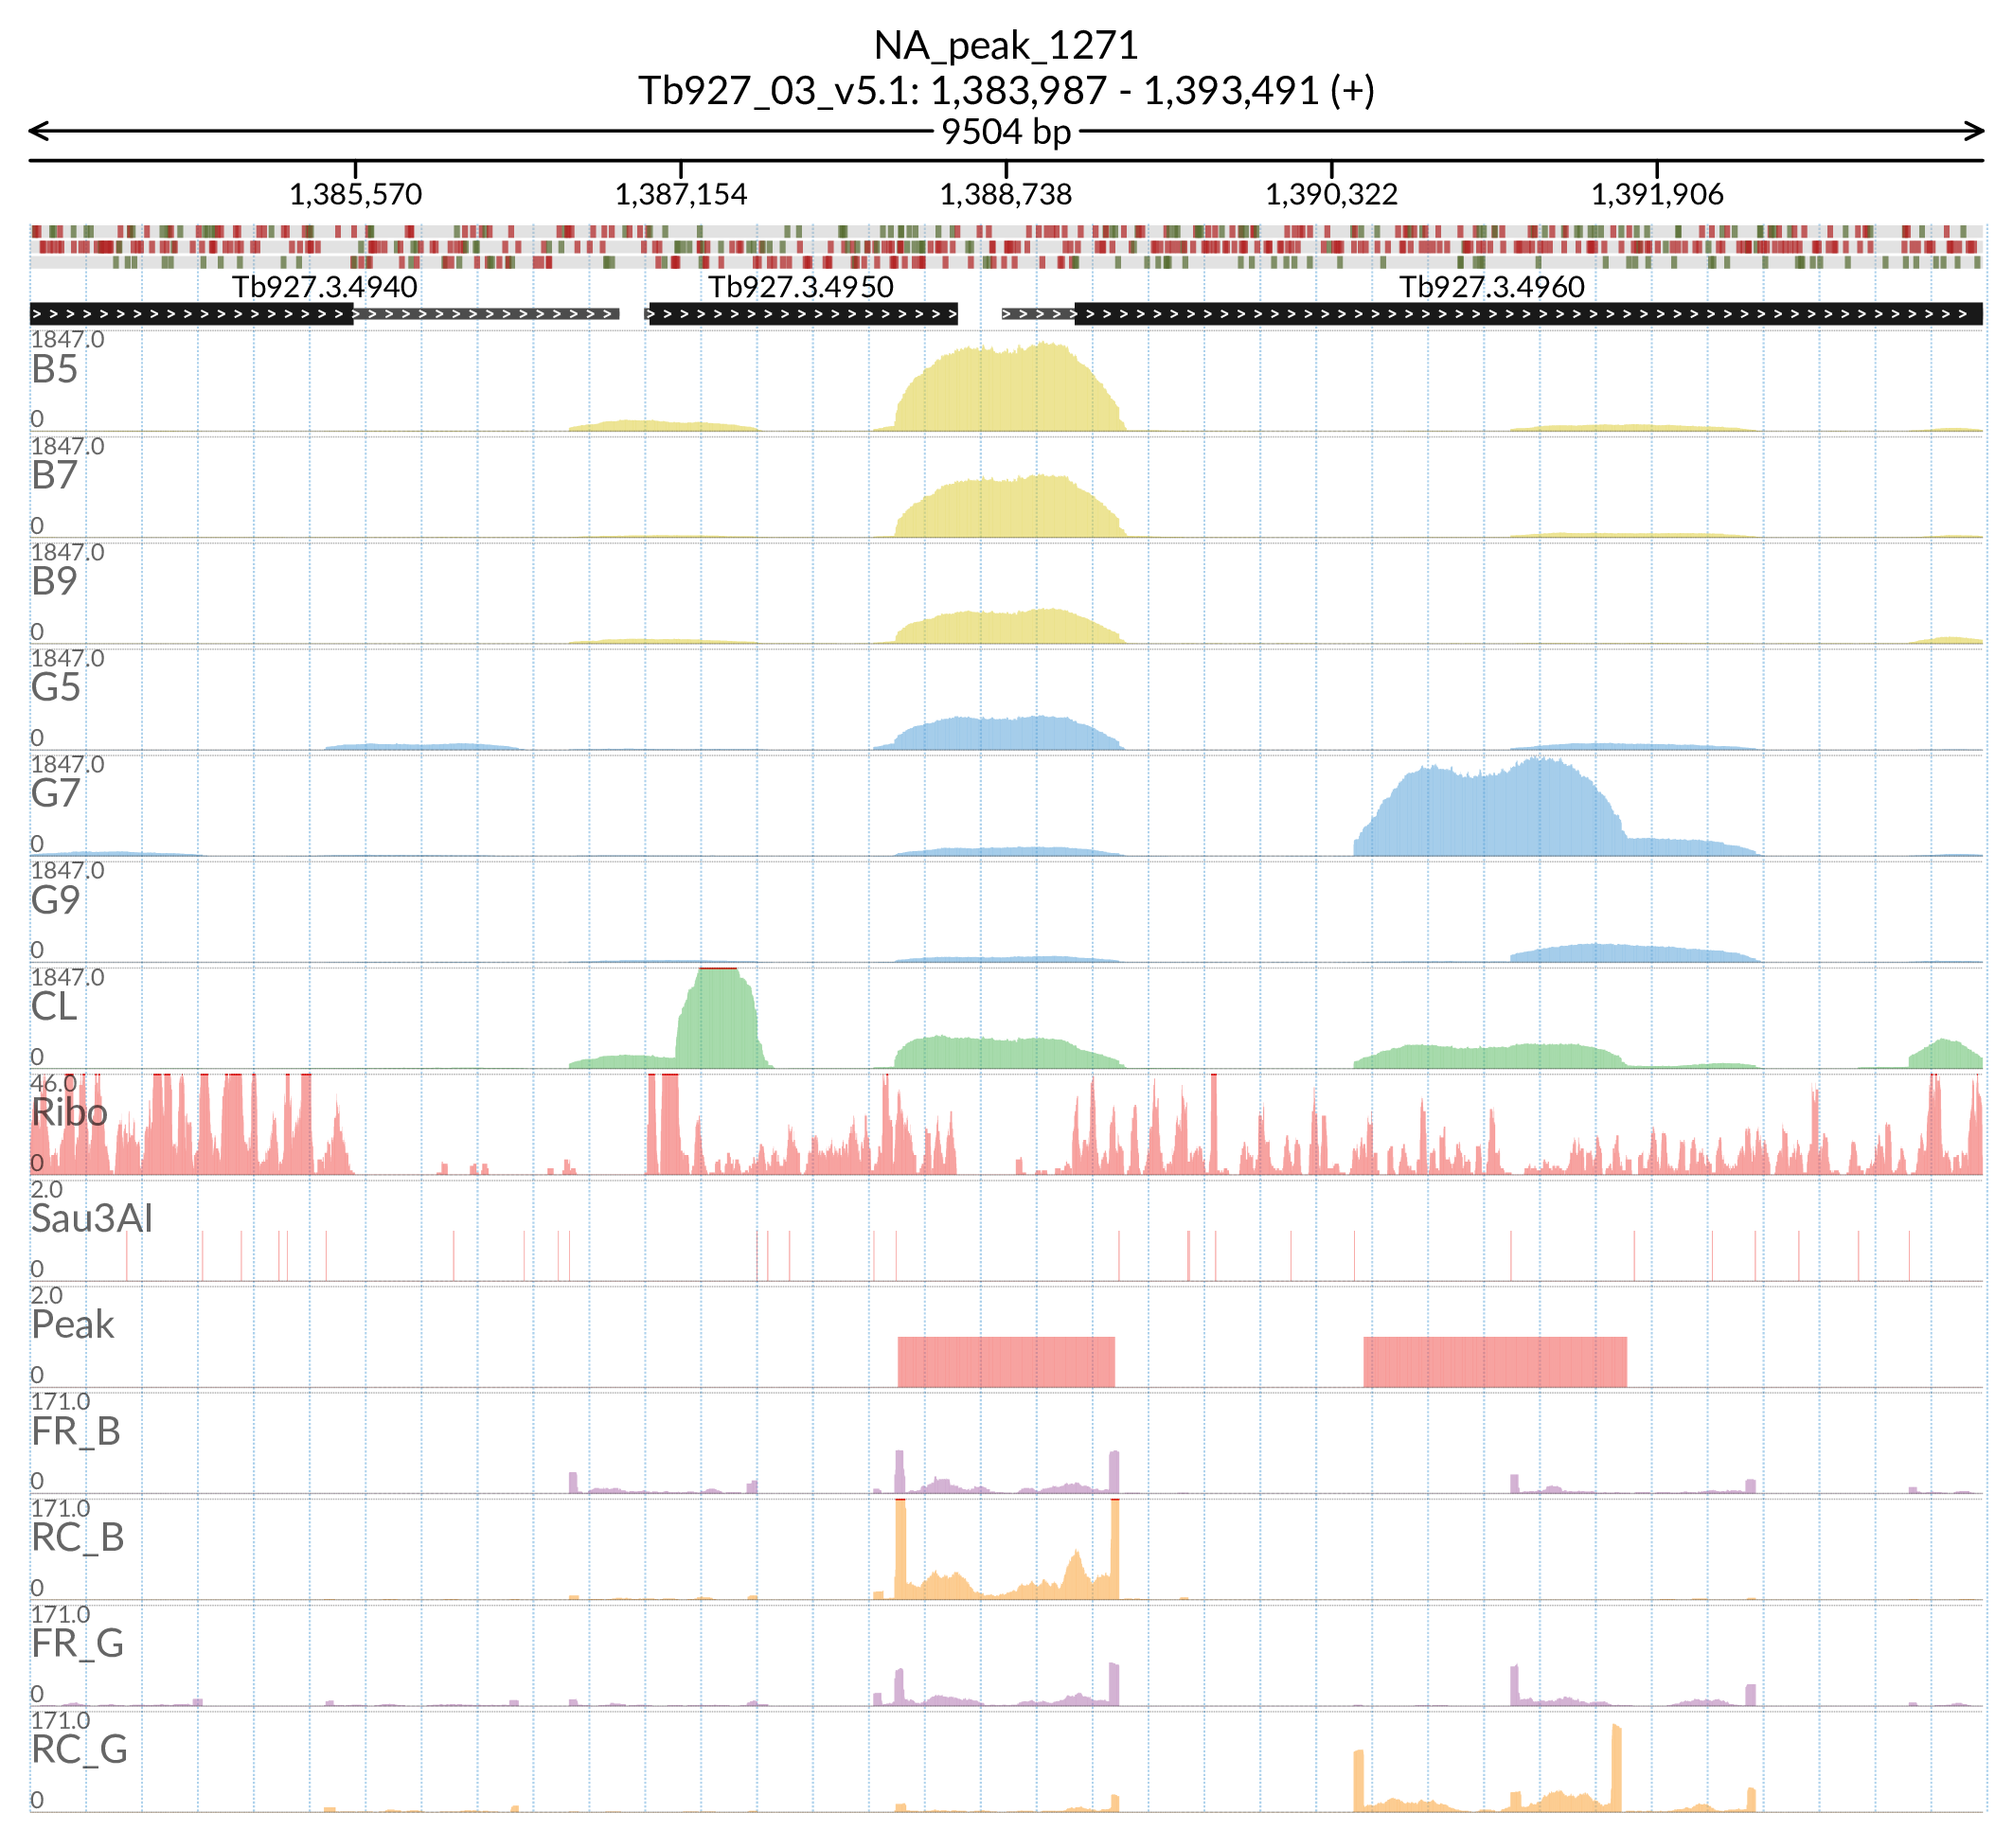 NA_peak_1271
Tb927_03_v5.1: 1,383,987 - 1,393,491 (+)
9504 bp
1,385,570 1,387,154 1,388,738 1,390,322 1,391,906
Tb927.3.4940 Tb927.3.4950 Tb927.3.4960
1847.0
B5
0
1847.0
B7
0
1847.0
B9
0
1847.0
G5
0
1847.0
G7
0
1847.0
G9
0
1847.0
CL
0
46.0
Ribo
0
2.0
Sau3AI
0
2.0
Peak
0
171.0
FR_B
0
171.0
RC_B
0
171.0
FR_G
0
171.0
RC_G
0